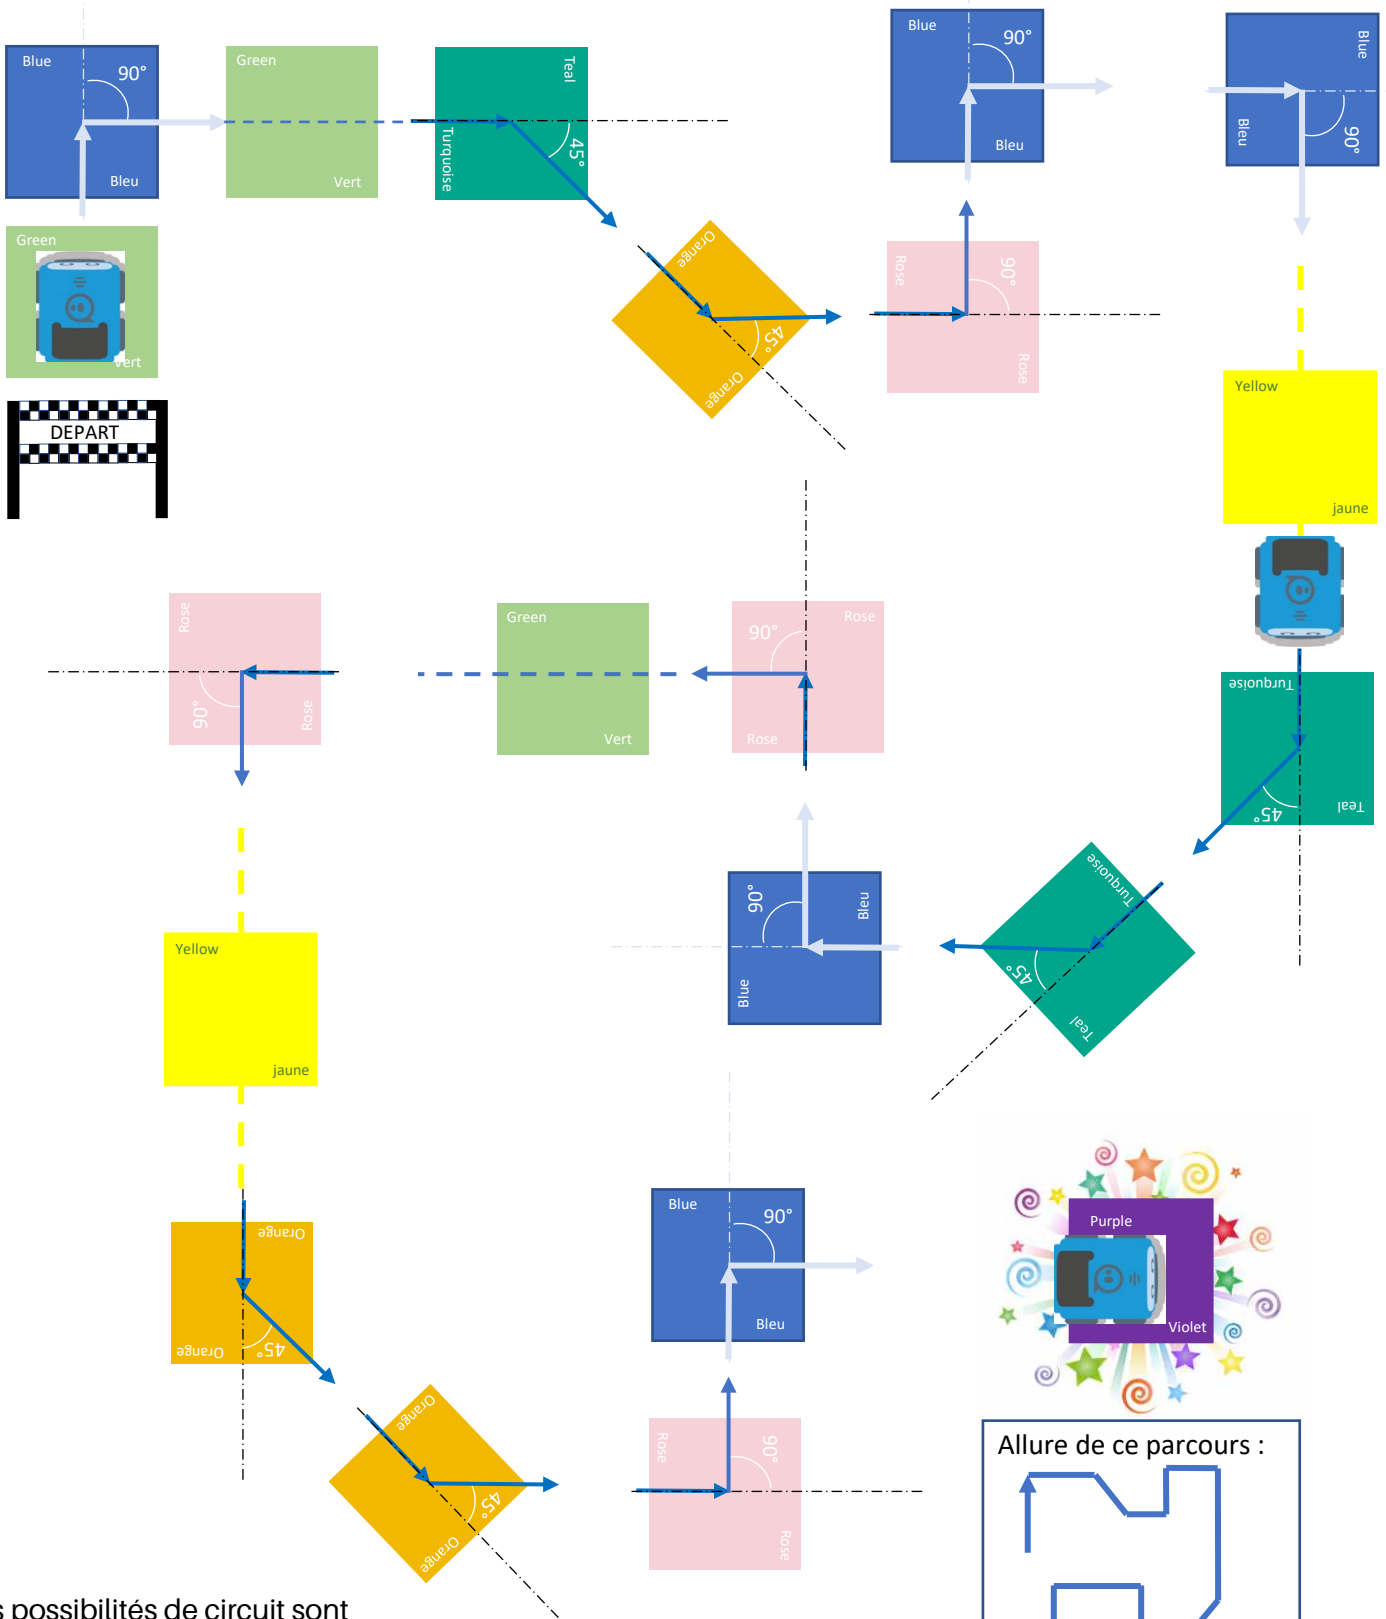 Blue
90°
Bleu
Green
Vert
Teal
45°
Turquoise
Blue
90°
Bleu
Blue
Bleu
90°
Green
Vert
DEPART
Orange
45°
Orange
Rose
90°
Rose
Yellow
jaune
Rose
90°
Rose
Green
Vert
90°
Rose
Rose
Turquoise
45°
Teal
Turquoise
45°
Teal
90°
Bleu
Blue
Yellow
jaune
Blue
90°
Bleu
Purple
Violet
Orange
45°
Orange
Orange
45°
Orange
Rose
90°
Rose
Allure de ce parcours :
s possibilités de circuit sont